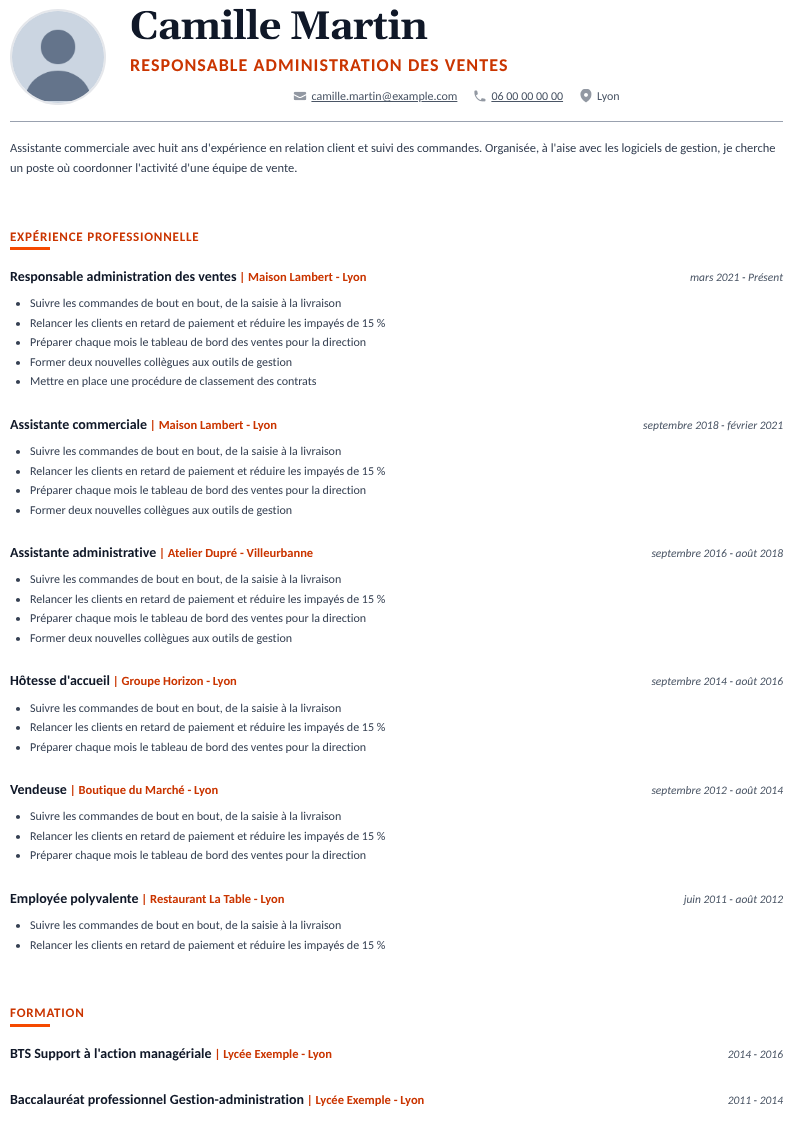 Camille Martin
RESPONSABLE ADMINISTRATION DES VENTES
camille.martin@example.com 06 00 00 00 00 Lyon
Assistante commerciale avec huit ans d'expérience en relation client et suivi des commandes. Organisée, à l'aise avec les logiciels de gestion, je cherche
un poste où coordonner l'activité d'une équipe de vente.
EXPÉRIENCE PROFESSIONNELLE
Responsable administration des ventes | Maison Lambert - Lyon mars 2021 - Présent
• Suivre les commandes de bout en bout, de la saisie à la livraison
• Relancer les clients en retard de paiement et réduire les impayés de 15 %
• Préparer chaque mois le tableau de bord des ventes pour la direction
• Former deux nouvelles collègues aux outils de gestion
• Mettre en place une procédure de classement des contrats
Assistante commerciale | Maison Lambert - Lyon septembre 2018 - février 2021
• Suivre les commandes de bout en bout, de la saisie à la livraison
• Relancer les clients en retard de paiement et réduire les impayés de 15 %
• Préparer chaque mois le tableau de bord des ventes pour la direction
• Former deux nouvelles collègues aux outils de gestion
Assistante administrative | Atelier Dupré - Villeurbanne septembre 2016 - août 2018
• Suivre les commandes de bout en bout, de la saisie à la livraison
• Relancer les clients en retard de paiement et réduire les impayés de 15 %
• Préparer chaque mois le tableau de bord des ventes pour la direction
• Former deux nouvelles collègues aux outils de gestion
Hôtesse d'accueil | Groupe Horizon - Lyon septembre 2014 - août 2016
• Suivre les commandes de bout en bout, de la saisie à la livraison
• Relancer les clients en retard de paiement et réduire les impayés de 15 %
• Préparer chaque mois le tableau de bord des ventes pour la direction
Vendeuse | Boutique du Marché - Lyon septembre 2012 - août 2014
• Suivre les commandes de bout en bout, de la saisie à la livraison
• Relancer les clients en retard de paiement et réduire les impayés de 15 %
• Préparer chaque mois le tableau de bord des ventes pour la direction
Employée polyvalente | Restaurant La Table - Lyon juin 2011 - août 2012
• Suivre les commandes de bout en bout, de la saisie à la livraison
• Relancer les clients en retard de paiement et réduire les impayés de 15 %
FORMATION
BTS Support à l'action managériale | Lycée Exemple - Lyon 2014 - 2016
Baccalauréat professionnel Gestion-administration | Lycée Exemple - Lyon 2011 - 2014